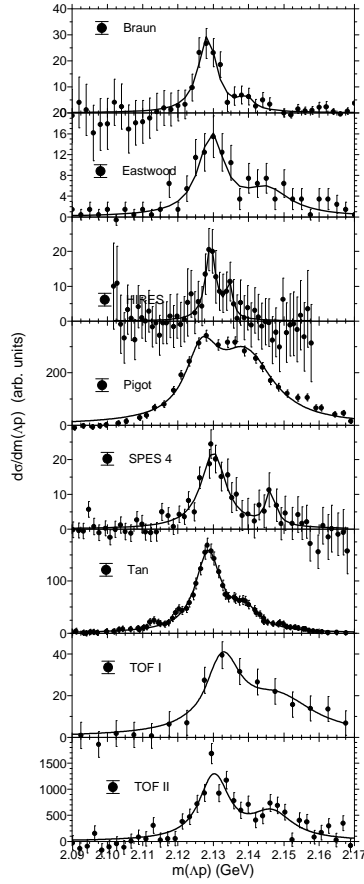 40
30
20
10
20
Braun
16
12
8
4
0
Eastwood
20
10
0
HIRES
200
0
Pigot
20
10
0
SPES 4
100
0
Tan
40
20
0
TOF I
1500
1000
500
0
TOF II
2.09 2.10 2.11 2.12 2.13 2.14 2.15 2.16 2.17
m(Λp) (GeV)
dσ/dm(Λp) (arb. units)